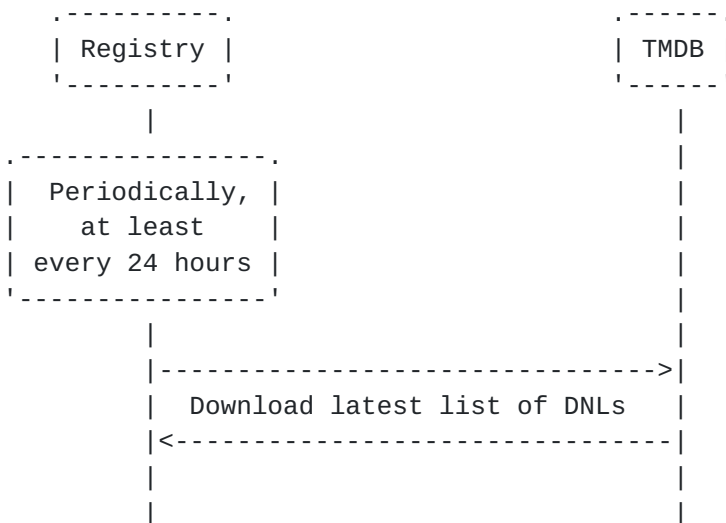 Registry
TMDB
Periodically,
at least
every 24 hours
Download latest list of DNLs